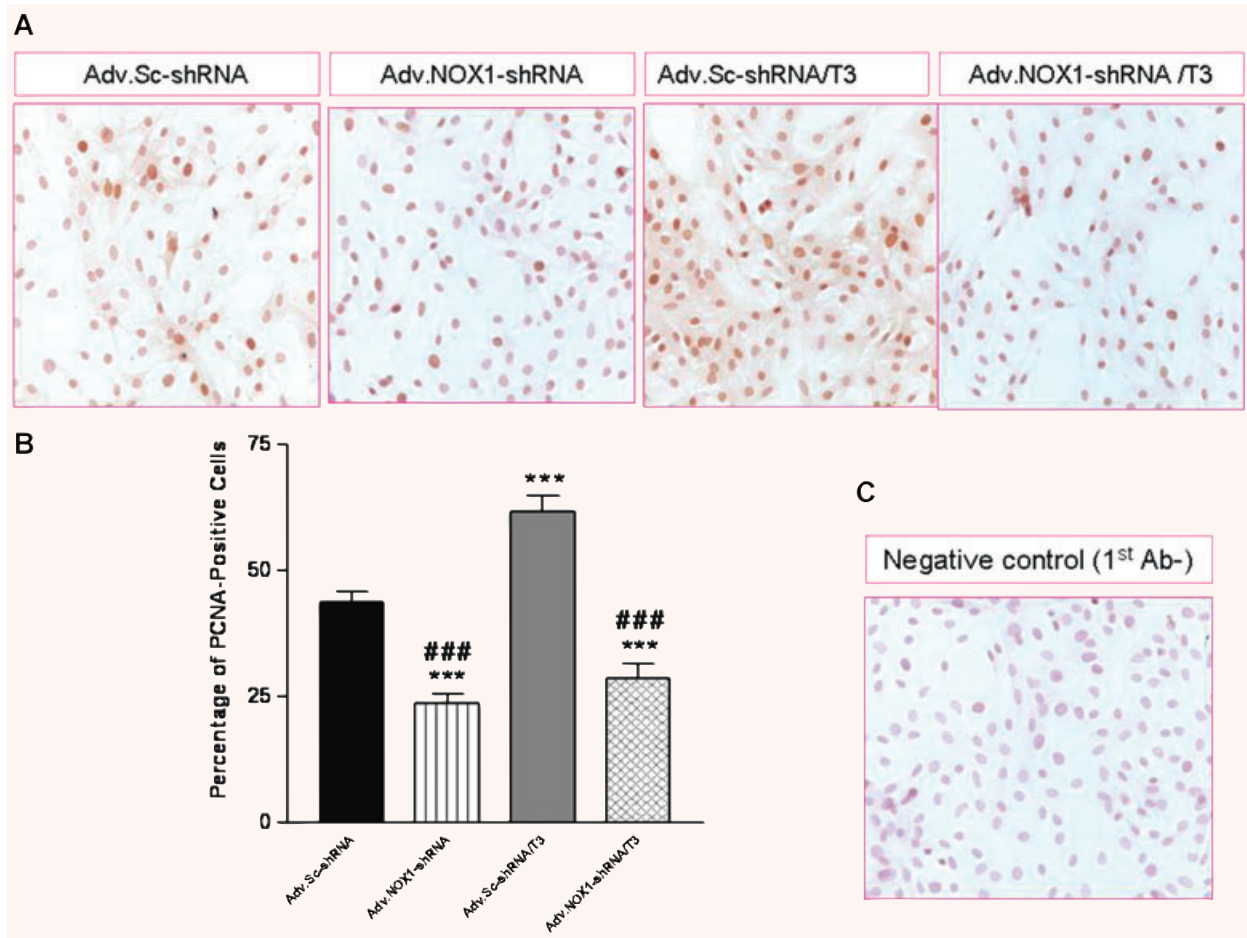 A
Adv.Sc-shRNA
Adv.NOX1-shRNA
Adv.Sc-shRNA/T3
Adv.NOX1-shRNA /T3
B
Percentage of PCNA-Positive Cells
75
50
25
0
***
###
***
###
***
Adv.Sc-shRNA
Adv.NOX1-shRNA
Adv.Sc-shRNA/T3
Adv.NOX1-shRNA/T3
C
Negative control (1st Ab-)